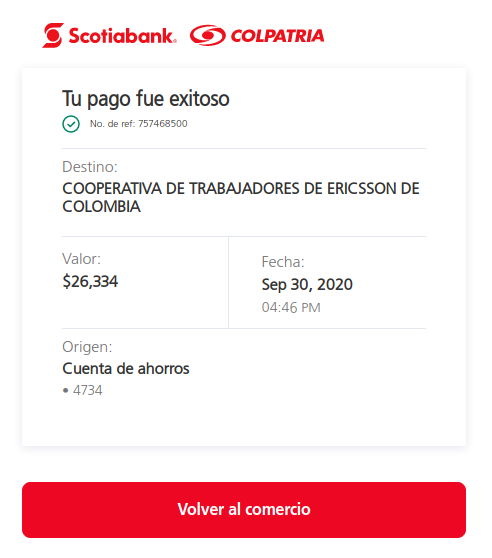 Scotiabank. COLPATRIA
Tu pago fue exitoso
No. de ref: 757468500
Destino:
COOPERATIVA DE TRABAJADORES DE ERICSSON DE
COLOMBIA
Valor:
$26,334
Fecha:
Sep 30, 2020
04:46 PM
Origen:
Cuenta de ahorros
• 4734
Volver al comercio